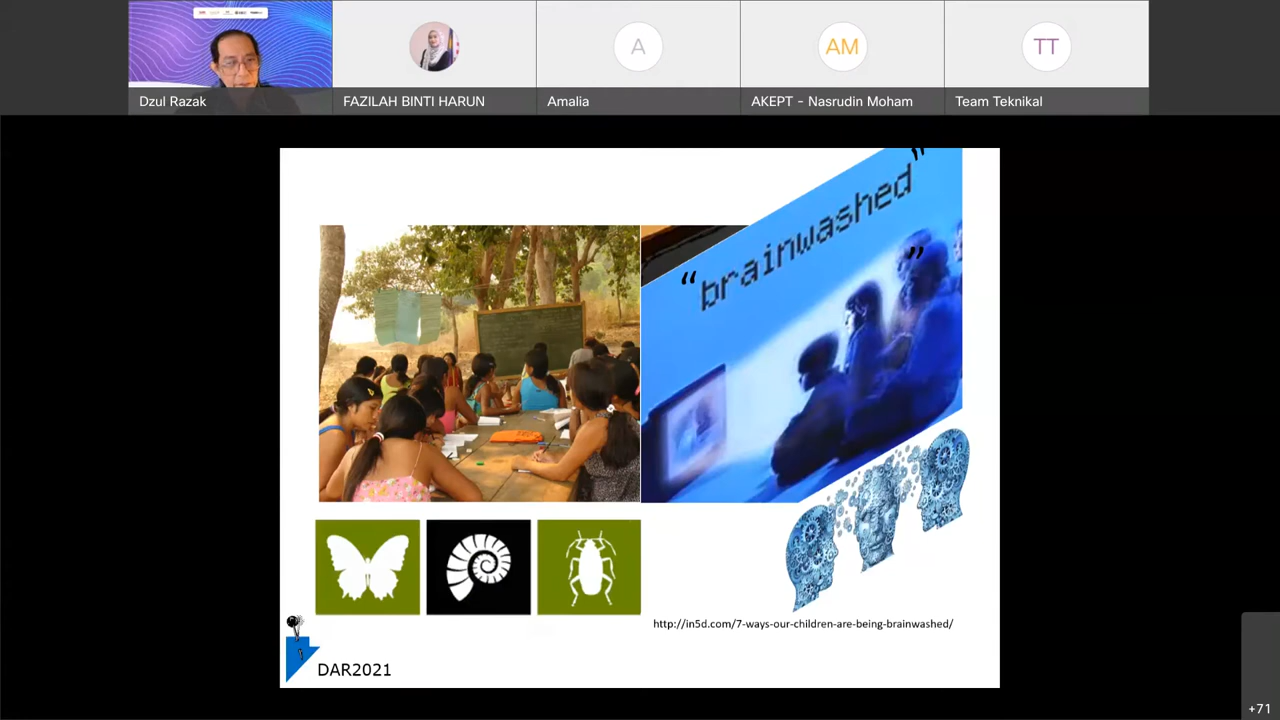 A
AM
TT
Dzul Razak
FAZILAH BINTI HARUN
Amalia
AKEPT - Nasrudin Moham
Team Teknikal
“brainwashed”
”
http://in5d.com/7-ways-our-children-are-being-brainwashed/
DAR2021
+71